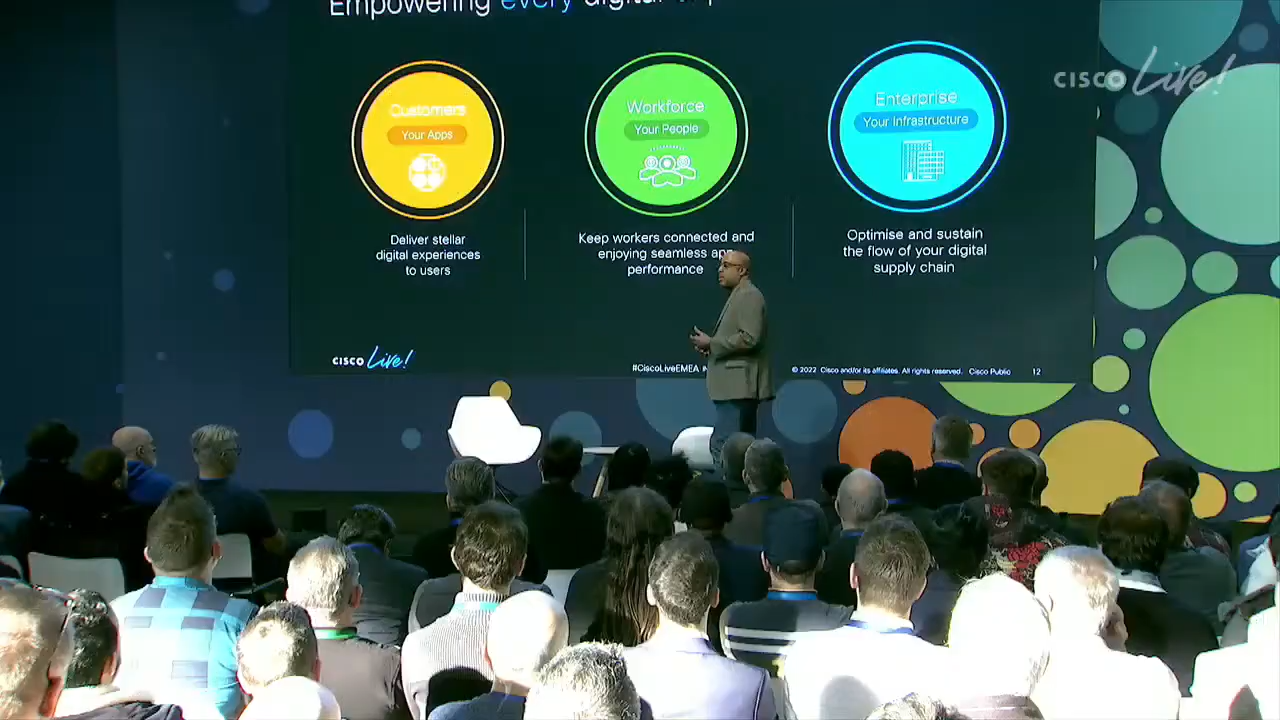 Empowering every digital
CISCO Live!
Customers
Your Apps
Deliver stellar
digital experiences
to users
Workforce
Your People
Keep workers connected and
enjoying seamless app
performance
Enterprise
Your Infrastructure
Optimise and sustain
the flow of your digital
supply chain
CISCO Live!
#CiscoLiveEMEA
© 2022 Cisco and/or its affiliates. All rights reserved. Cisco Public 12